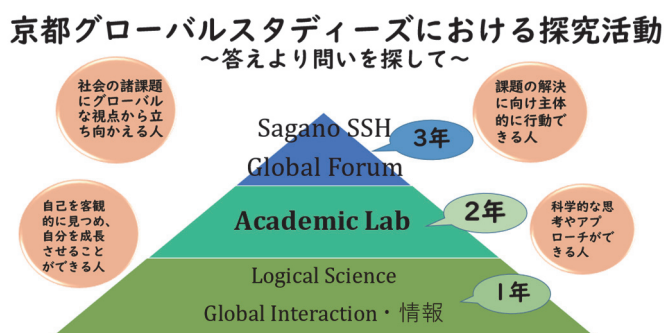 京都グローバルスタディーズにおける探究活動
～答えより問いを探して～
社会の諸課題
にグローバル
な視点から立
ち向かえる人
課題の解決
に向け主体
的に行動で
きる人
Sagano SSH
Global Forum
3年
自己を客観
的に見つめ、
自分を成長
させること
ができる人
Academic Lab
2年
科学的な思
考やアプ
ローチがで
きる人
Logical Science
Global Interaction・情報
1年